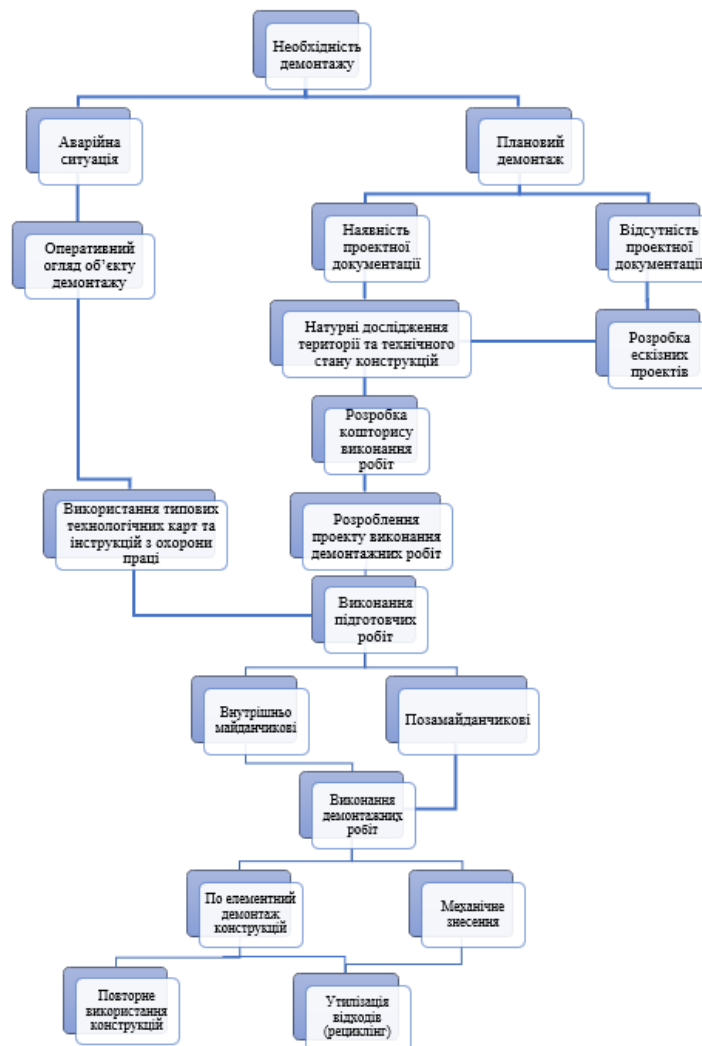 Необхідність
демонтажу
Аварійна
ситуація
Плановий
демонтаж
Наявність
проектної
документації
Відсутність
проектної
документації
Оперативний
огляд об’єкту
демонтажу
Натурні дослідження
території та технічного
стану конструкцій
Розробка
ескізних
проектів
Розробка
кошторису
виконання
робіт
Використання типових
технологічних карт та
інструкцій з охорони
праці
Розроблення
проекту виконання
демонтажних робіт
Виконання
підготовчих
робіт
Внутрішньо
майданчикові
Позамайданчикові
Виконання
демонтажних
робіт
По елементний
демонтаж
конструкцій
Механічне
знесення
Повторне
використання
конструкцій
Утилізація
відходів
(рециклінг)